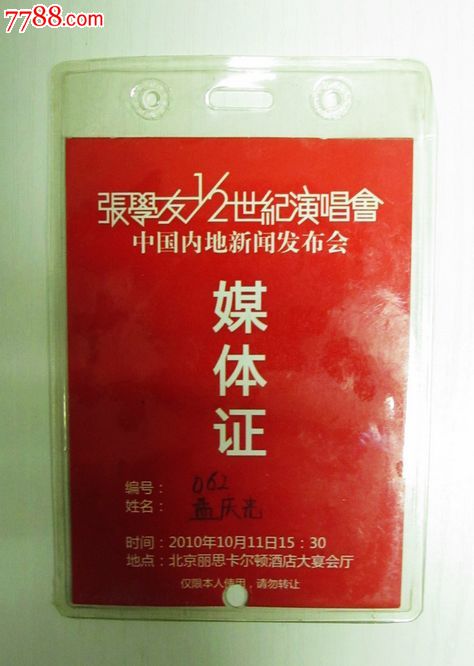 7788.com
張學友1/2世紀演唱會
中国内地新闻发布会
媒体证
编号：062
姓名：孟庆光
时间：2010年10月11日15：30
地点：北京丽思卡尔顿酒店大宴会厅
仅限本人使用，请勿转让